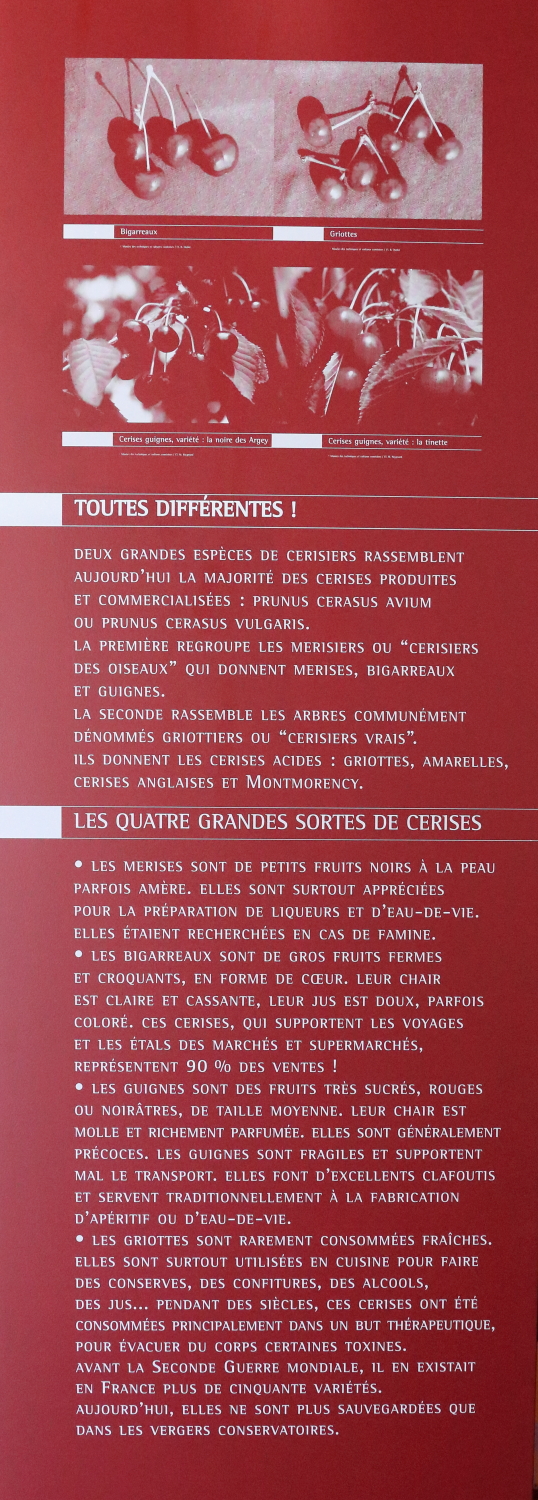 Bigarreaux
Griottes
Cerises guignes, variété : la noire des Argey
Cerises guignes, variété : la tinette
TOUTES DIFFÉRENTES !
DEUX GRANDES ESPÈCES DE CERISIERS RASSEMBLENT
AUJOURD'HUI LA MAJORITÉ DES CERISES PRODUITES
ET COMMERCIALISÉES : PRUNUS CERASUS AVIUM
OU PRUNUS CERASUS VULGARIS.
LA PREMIÈRE REGROUPE LES MERISIERS OU “CERISIERS
DES OISEAUX” QUI DONNENT MERISES, BIGARREAUX
ET GUIGNES.
LA SECONDE RASSEMBLE LES ARBRES COMMUNÉMENT
DÉNOMMÉS GRIOTTIERS OU “CERISIERS VRAIS”.
ILS DONNENT LES CERISES ACIDES : GRIOTTES, AMARELLES,
CERISES ANGLAISES ET MONTMORENCY.
LES QUATRE GRANDES SORTES DE CERISES
• LES MERISES SONT DE PETITS FRUITS NOIRS À LA PEAU
PARFOIS AMÈRE. ELLES SONT SURTOUT APPRÉCIÉES
POUR LA PRÉPARATION DE LIQUEURS ET D'EAU-DE-VIE.
ELLES ÉTAIENT RECHERCHÉES EN CAS DE FAMINE.
• LES BIGARREAUX SONT DE GROS FRUITS FERMES
ET CROQUANTS, EN FORME DE CŒUR. LEUR CHAIR
EST CLAIRE ET CASSANTE, LEUR JUS EST DOUX, PARFOIS
COLORÉ. CES CERISES, QUI SUPPORTENT LES VOYAGES
ET LES ÉTALS DES MARCHÉS ET SUPERMARCHÉS,
REPRÉSENTENT 90 % DES VENTES !
• LES GUIGNES SONT DES FRUITS TRÈS SUCRÉS, ROUGES
OU NOIRÂTRES, DE TAILLE MOYENNE. LEUR CHAIR EST
MOLLE ET RICHEMENT PARFUMÉE. ELLES SONT GÉNÉRALEMENT
PRÉCOCES. LES GUIGNES SONT FRAGILES ET SUPPORTENT
MAL LE TRANSPORT. ELLES FONT D'EXCELLENTS CLAFOUTIS
ET SERVENT TRADITIONNELLEMENT À LA FABRICATION
D'APÉRITIF OU D'EAU-DE-VIE.
• LES GRIOTTES SONT RAREMENT CONSOMMÉES FRAÎCHES.
ELLES SONT SURTOUT UTILISÉES EN CUISINE POUR FAIRE
DES CONSERVES, DES CONFITURES, DES ALCOOLS,
DES JUS... PENDANT DES SIÈCLES, CES CERISES ONT ÉTÉ
CONSOMMÉES PRINCIPALEMENT DANS UN BUT THÉRAPEUTIQUE,
POUR ÉVACUER DU CORPS CERTAINES TOXINES.
AVANT LA SECONDE GUERRE MONDIALE, IL EN EXISTAIT
EN FRANCE PLUS DE CINQUANTE VARIÉTÉS.
AUJOURD'HUI, ELLES NE SONT PLUS SAUVEGARDÉES QUE
DANS LES VERGERS CONSERVATOIRES.